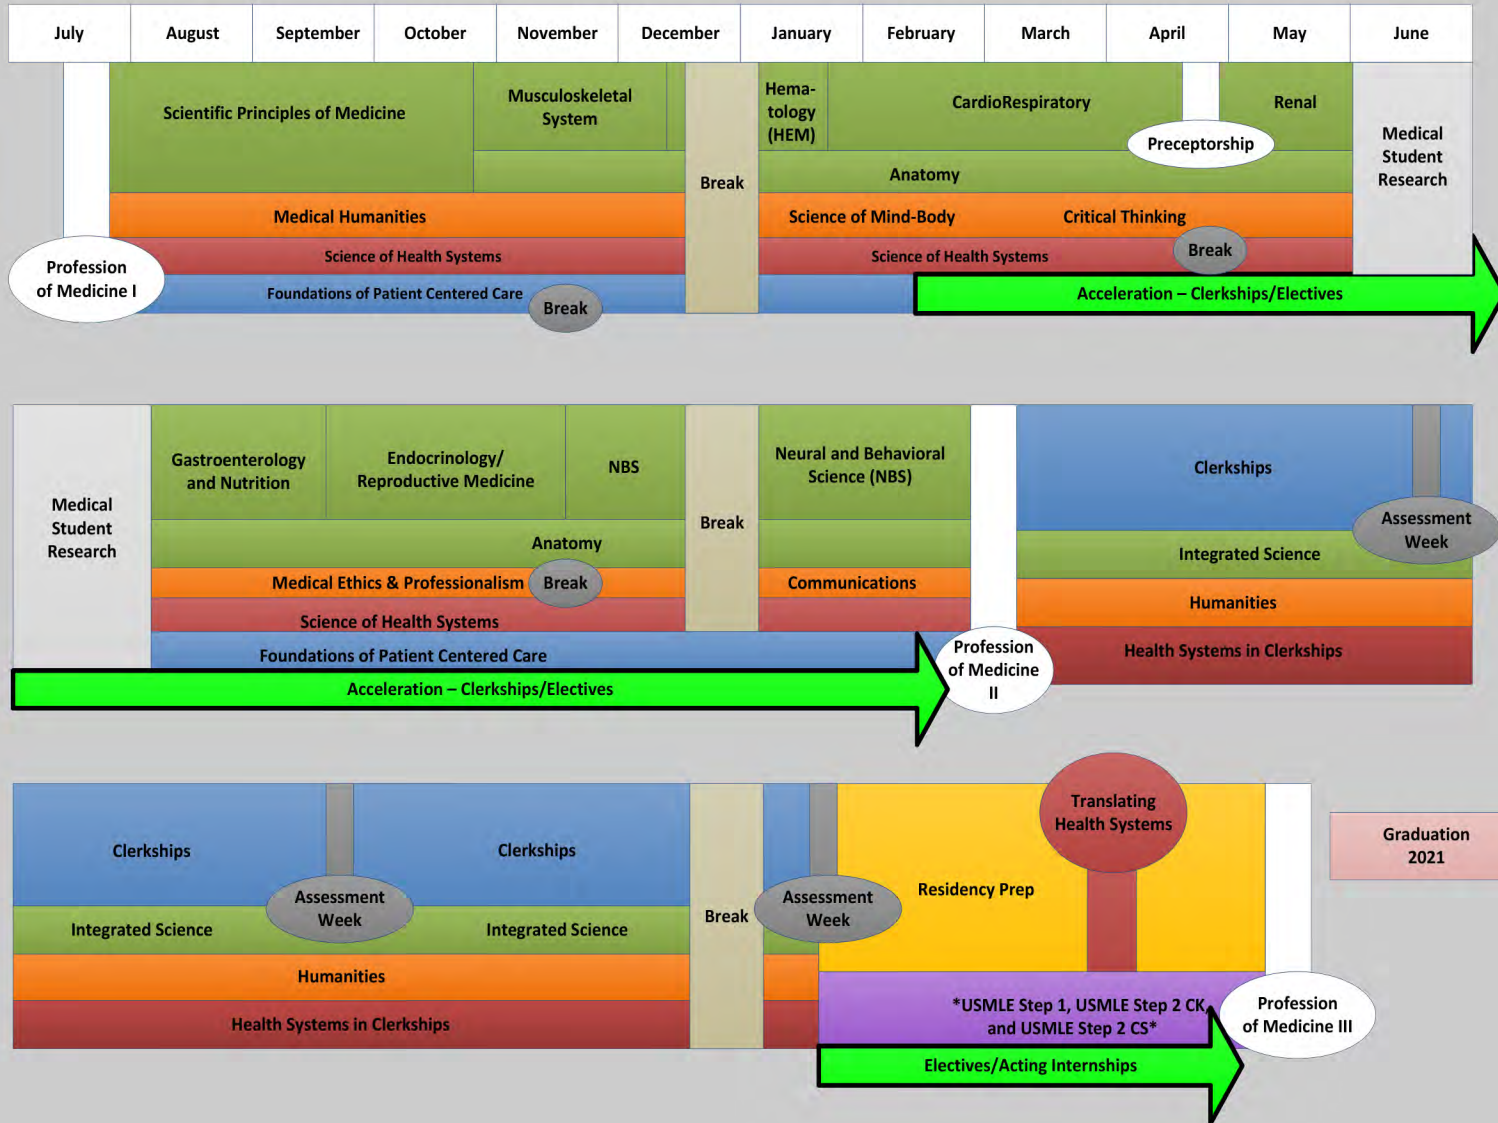 July August September October November December January February March April May June
Scientific Principles of Medicine
Musculoskeletal
System
Hema-
tology
(HEM)
CardioRespiratory
Renal
Preceptorship
Medical
Student
Research
Break
Anatomy
Medical Humanities
Science of Mind-Body
Critical Thinking
Science of Health Systems
Science of Health Systems
Break
Profession
of Medicine I
Foundations of Patient Centered Care
Break
Acceleration – Clerkships/Electives
Medical
Student
Research
Gastroenterology
and Nutrition
Endocrinology/
Reproductive Medicine
NBS
Break
Neural and Behavioral
Science (NBS)
Clerkships
Assessment
Week
Anatomy
Integrated Science
Medical Ethics & Professionalism
Break
Communications
Humanities
Science of Health Systems
Foundations of Patient Centered Care
Profession
of Medicine
II
Health Systems in Clerkships
Acceleration – Clerkships/Electives
Clerkships
Clerkships
Assessment
Week
Integrated Science
Integrated Science
Humanities
Health Systems in Clerkships
Break
Assessment
Week
Residency Prep
Translating
Health Systems
Graduation
2021
*USMLE Step 1, USMLE Step 2 CK,
and USMLE Step 2 CS*
Profession
of Medicine III
Electives/Acting Internships